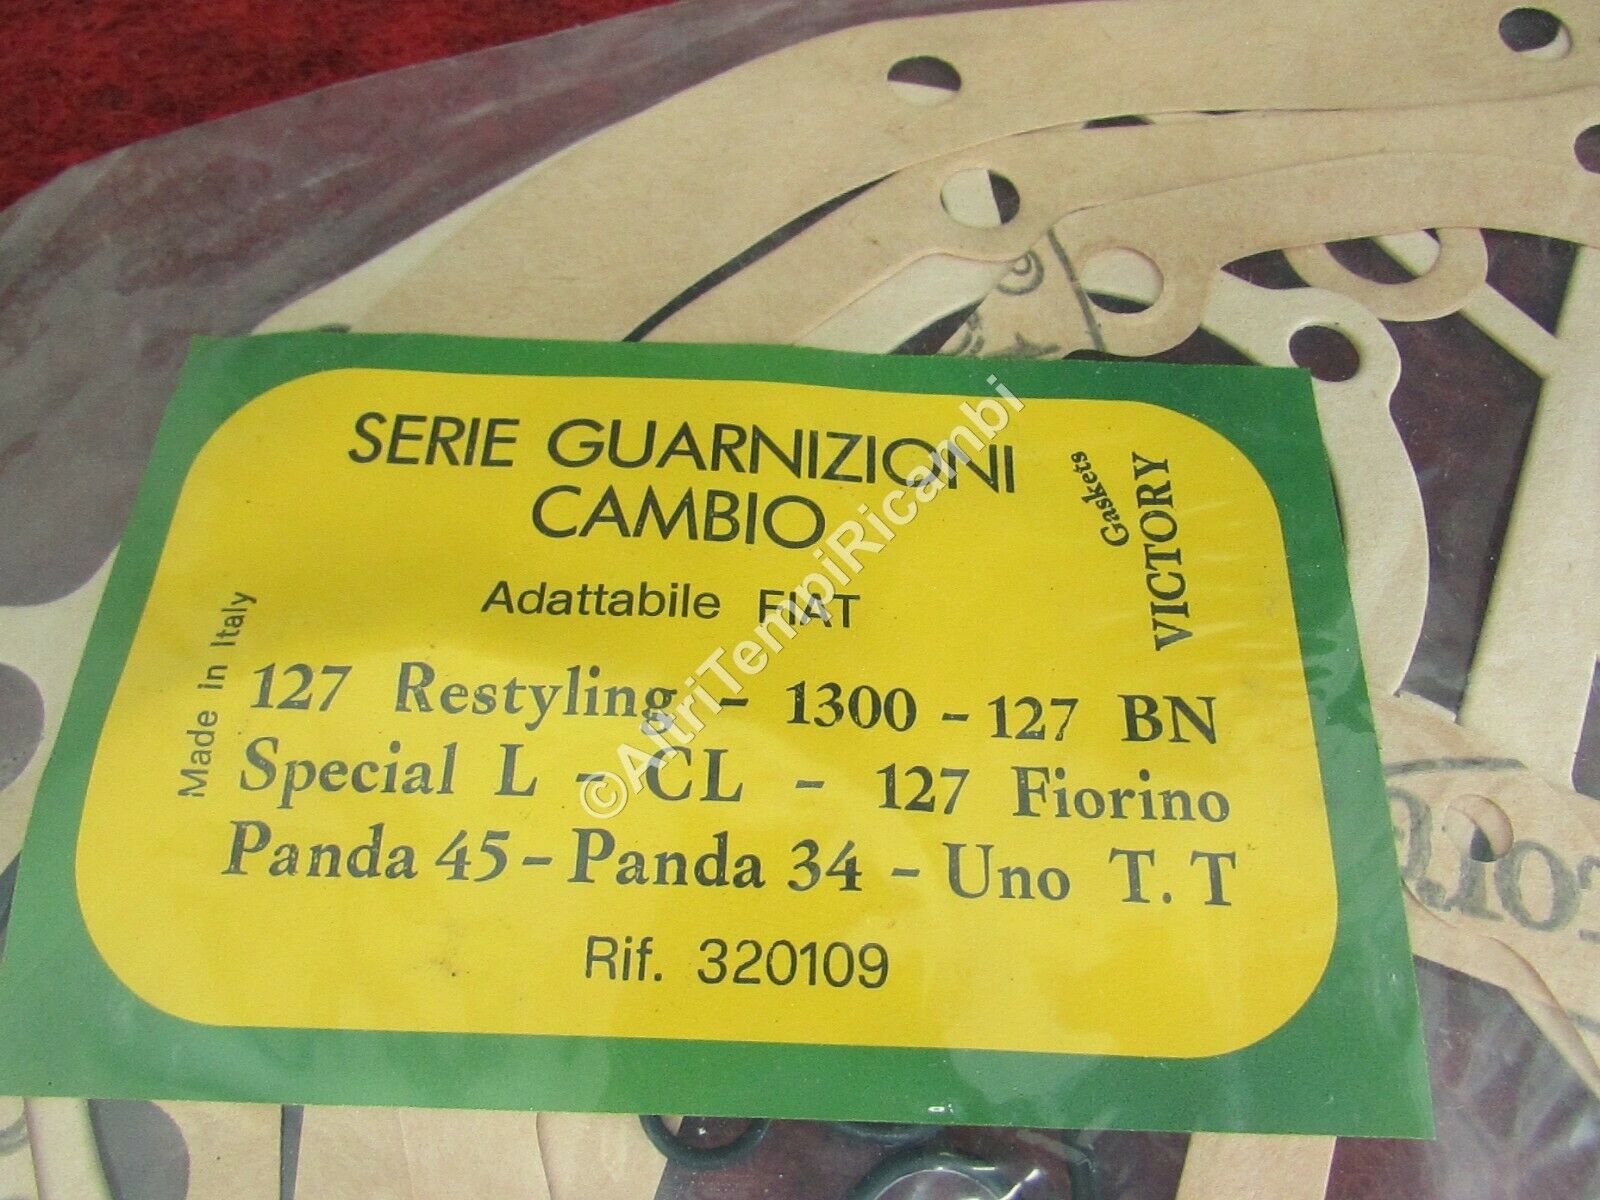 SERIE GUARNIZIONI
CAMBIO
Gaskets
VICTORY
Adattabile FIAT
Made in Italy
127 Restyling - 1300 - 127 BN
Special L - CL - 127 Fiorino
Panda 45 - Panda 34 - Uno T. T
Rif. 320109
©AltriTempiRicambi